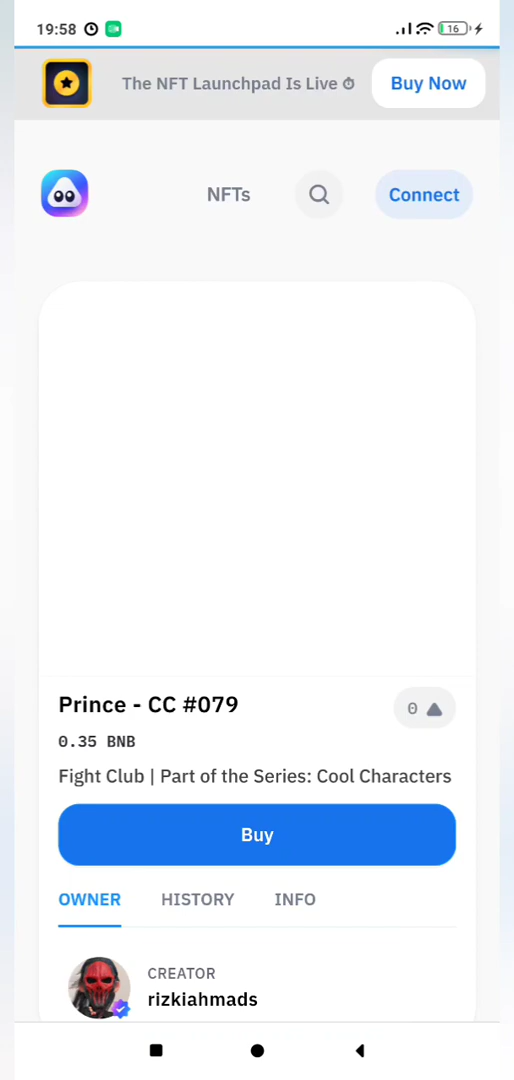 19:58
16
The NFT Launchpad Is Live ⏱
Buy Now
NFTs
Connect
Prince - CC #079
0
0.35 BNB
Fight Club | Part of the Series: Cool Characters
Buy
OWNER HISTORY INFO
CREATOR
rizkiahmads